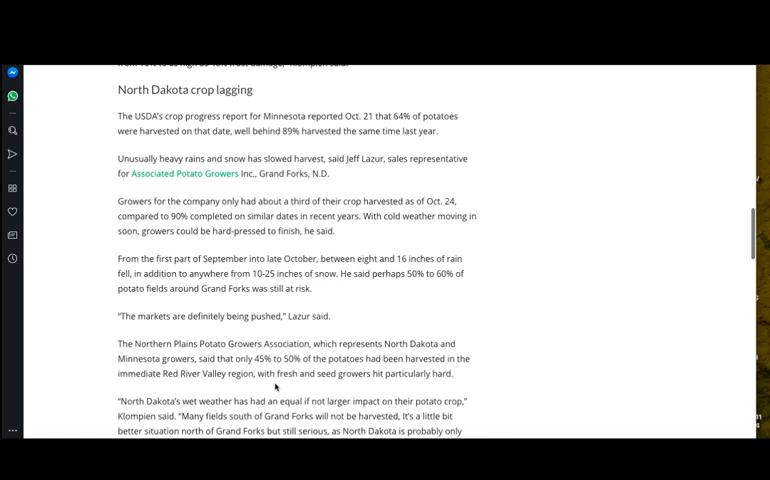 North Dakota crop lagging
The USDA's crop progress report for Minnesota reported Oct. 21 that 64% of potatoes
were harvested on that date, well behind 89% harvested the same time last year.
Unusually heavy rains and snow has slowed harvest, said Jeff Lazur, sales representative
for Associated Potato Growers Inc., Grand Forks, N.D.
Growers for the company only had about a third of their crop harvested as of Oct. 24,
compared to 90% completed on similar dates in recent years. With cold weather moving in
soon, growers could be hard-pressed to finish, he said.
From the first part of September into late October, between eight and 16 inches of rain
fell, in addition to anywhere from 10-25 inches of snow. He said perhaps 50% to 60% of
potato fields around Grand Forks was still at risk.
“The markets are definitely being pushed,” Lazur said.
The Northern Plains Potato Growers Association, which represents North Dakota and
Minnesota growers, said that only 45% to 50% of the potatoes had been harvested in the
immediate Red River Valley region, with fresh and seed growers hit particularly hard.
“North Dakota's wet weather has had an equal if not larger impact on their potato crop,”
Klompien said. “Many fields south of Grand Forks will not be harvested, It's a little bit
better situation north of Grand Forks but still serious, as North Dakota is probably only